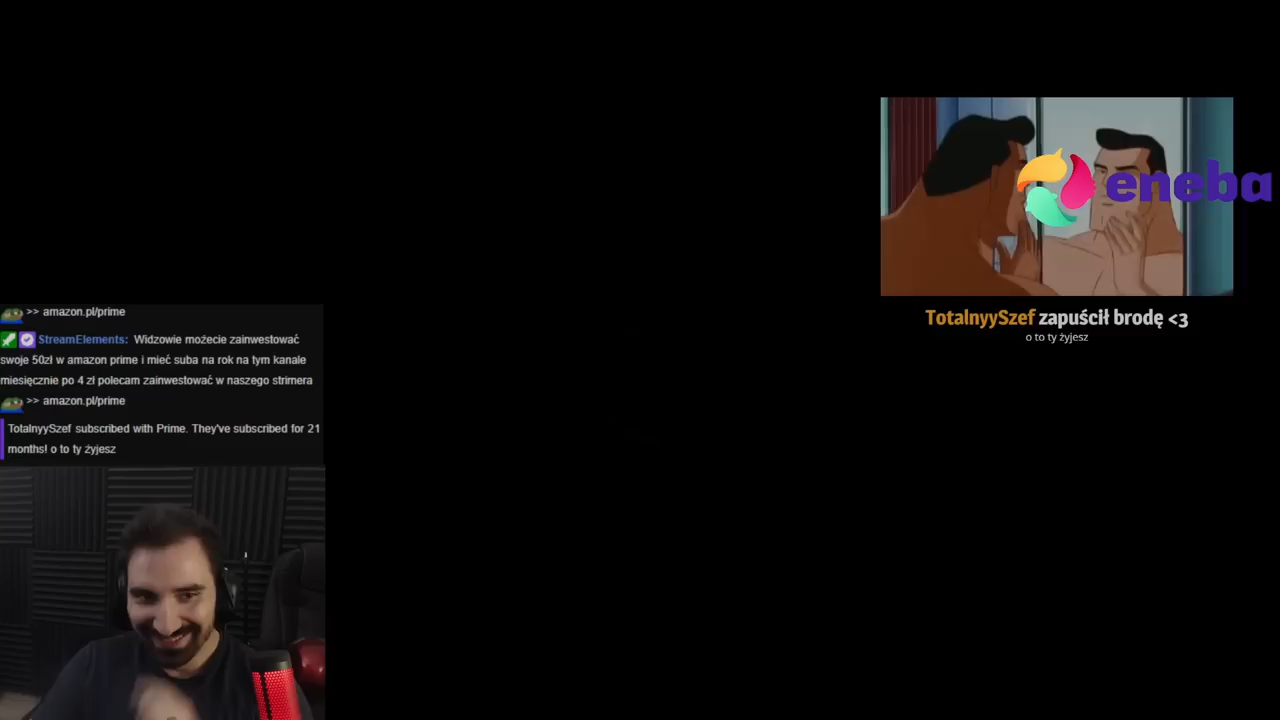 >> amazon.pl/prime
StreamElements: Widzowie możecie zainwestować
swoje 50zł w amazon prime i mieć suba na rok na tym kanale
miesięcznie po 4 zł polecam zainwestować w naszego strimera
>> amazon.pl/prime
TotalnyySzef subscribed with Prime. They've subscribed for 21
months! o to ty żyjesz
eneba
TotalnyySzef zapuścił brodę <3
o to ty żyjesz